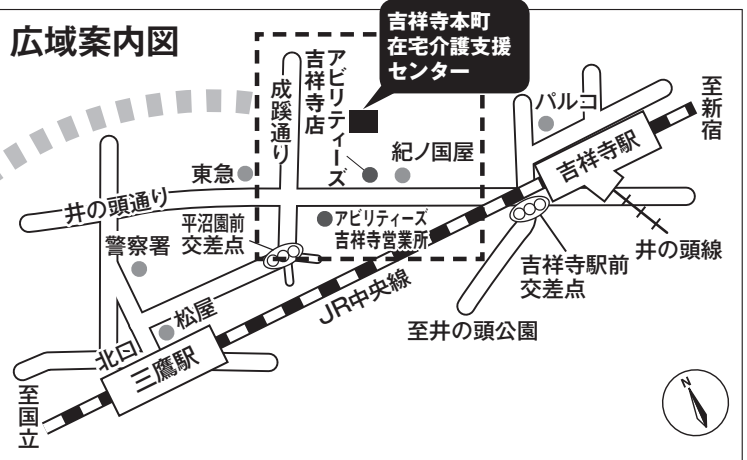 広域案内図
吉祥寺本町
在宅介護支援
センター
アビリティーズ
吉祥寺店
成蹊通り
パルコ
至新宿
吉祥寺駅
紀ノ国屋
東急
井の頭通り
平沼園前
交差点
アビリティーズ
吉祥寺営業所
警察署
井の頭線
吉祥寺駅前
交差点
JR中央線
至井の頭公園
松屋
北口
三鷹駅
至国立
N